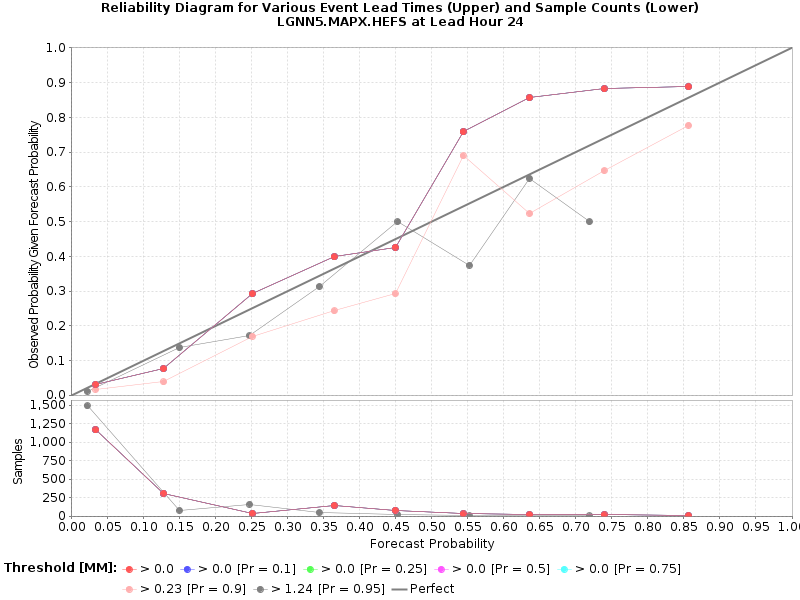 Reliability Diagram for Various Event Lead Times (Upper) and Sample Counts (Lower)
LGNN5.MAPX.HEFS at Lead Hour 24
Observed Probability Given Forecast Probability
1.0
0.9
0.8
0.7
0.6
0.5
0.4
0.3
0.2
0.1
0.0
Samples
1,500
1,250
1,000
750
500
250
0
0.00 0.05 0.10 0.15 0.20 0.25 0.30 0.35 0.40 0.45 0.50 0.55 0.60 0.65 0.70 0.75 0.80 0.85 0.90 0.95 1.0
Forecast Probability
Threshold [MM]: > 0.0 > 0.0 [Pr = 0.1] > 0.0 [Pr = 0.25] > 0.0 [Pr = 0.5] > 0.0 [Pr = 0.75]
> 0.23 [Pr = 0.9] > 1.24 [Pr = 0.95] Perfect